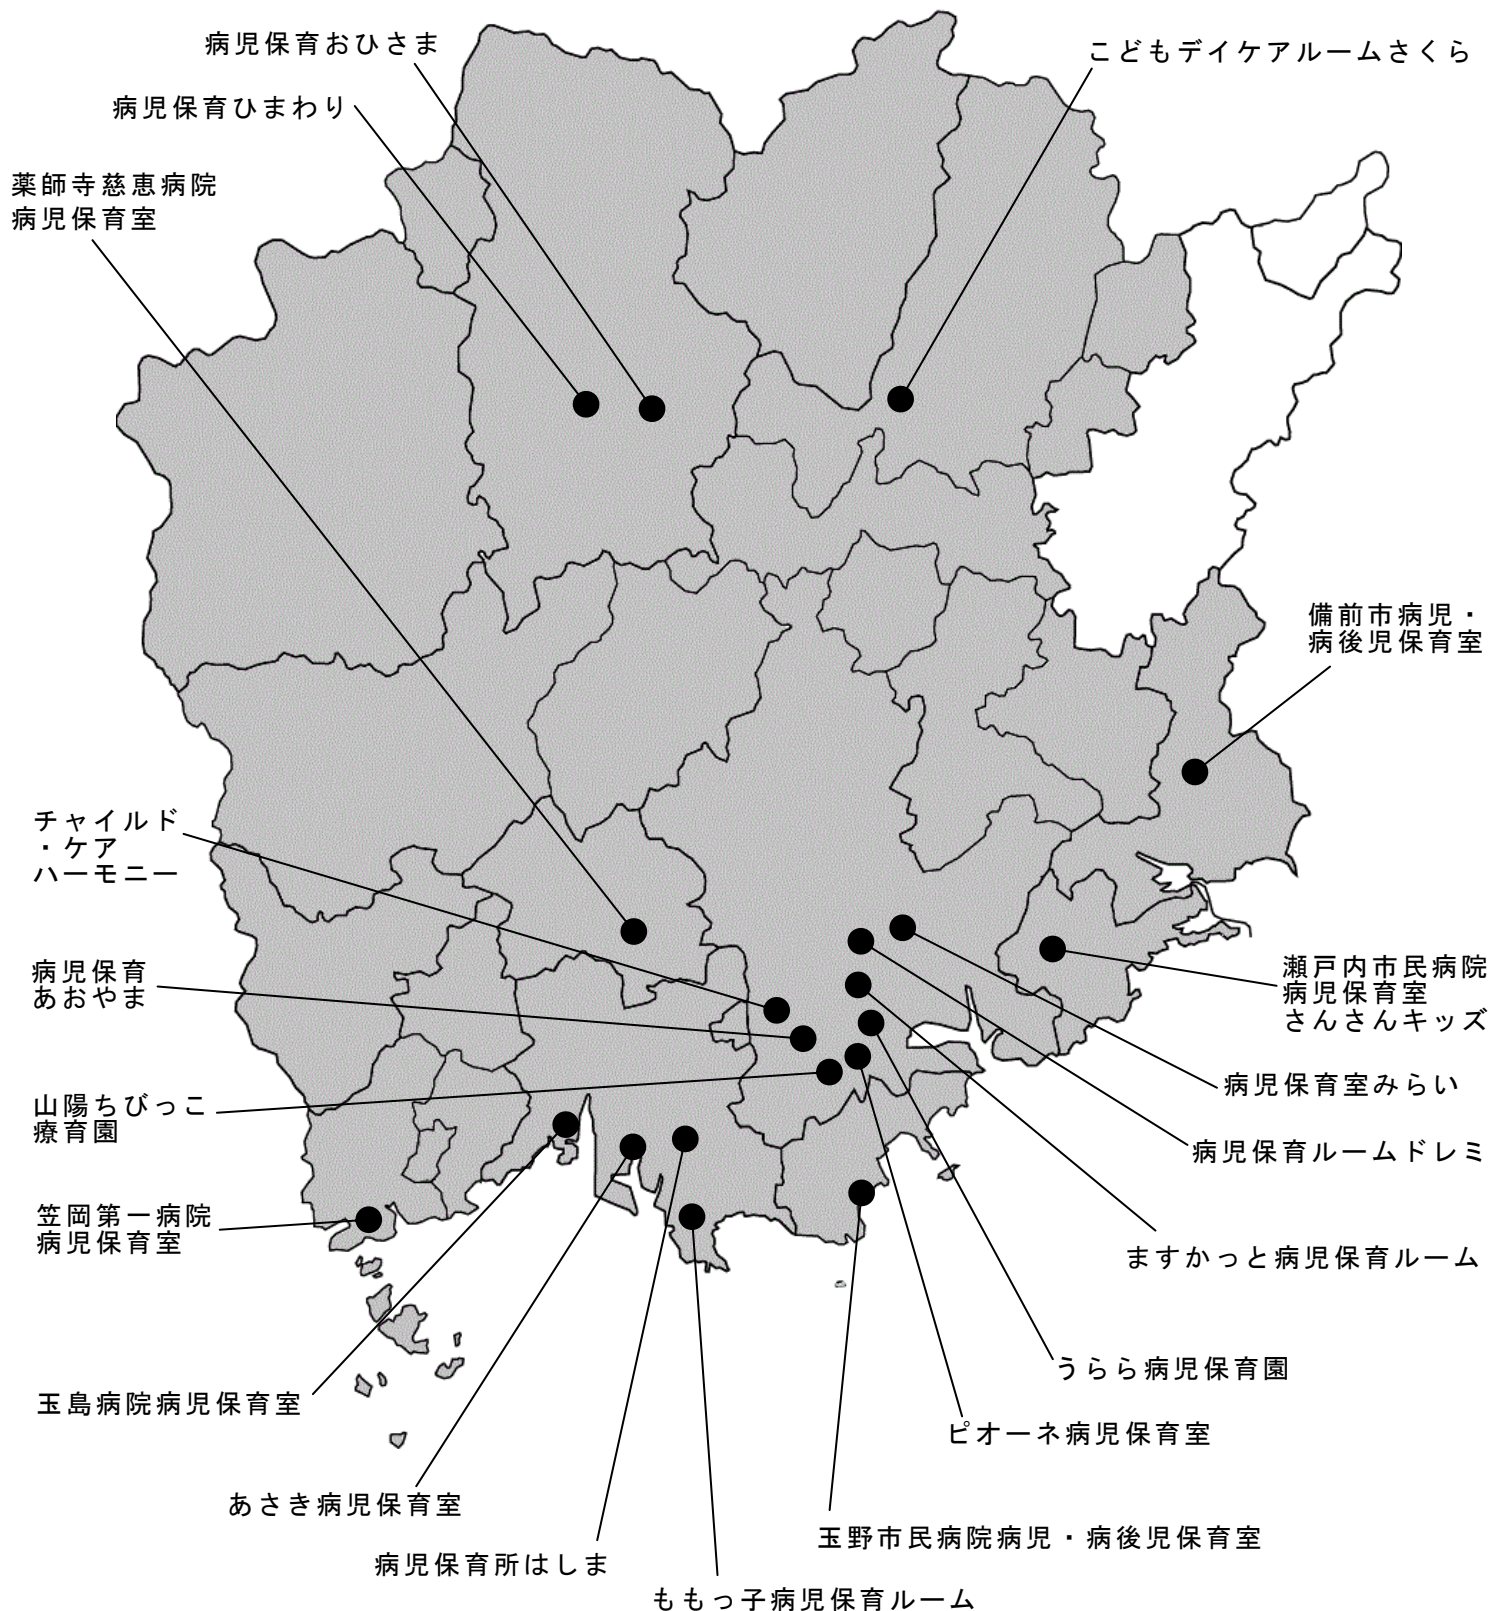 病児保育おひさま
こどもデイケアルームさくら
病児保育ひまわり
薬師寺慈恵病院
病児保育室
備前市病児・
病後児保育室
チャイルド
・ケア
ハーモニー
病児保育
あおやま
瀬戸内市民病院
病児保育室
さんさんキッズ
病児保育室みらい
山陽ちびっこ
療育園
病児保育ルームドレミ
笠岡第一病院
病児保育室
ますかっと病児保育ルーム
うらら病児保育園
玉島病院病児保育室
ピオーネ病児保育室
あさき病児保育室
玉野市民病院病児・病後児保育室
病児保育所はしま
ももっ子病児保育ルーム